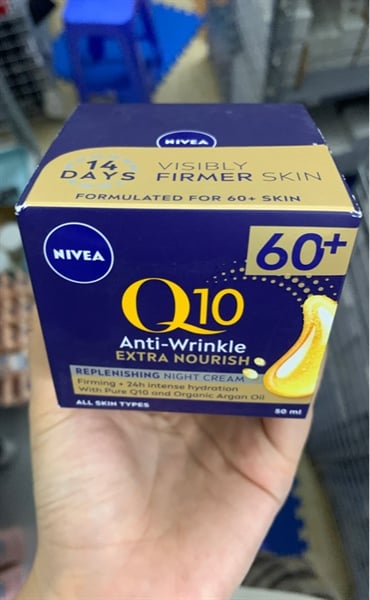 NIVEA
14 DAYS
VISIBLY FIRMER SKIN
FORMULATED FOR 60+ SKIN
NIVEA
60+
Q10
Anti-Wrinkle
EXTRA NOURISH
REPLENISHING NIGHT CREAM
Firming + 24h intense hydration
With Pure Q10 and Organic Argan Oil
ALL SKIN TYPES
50 ml